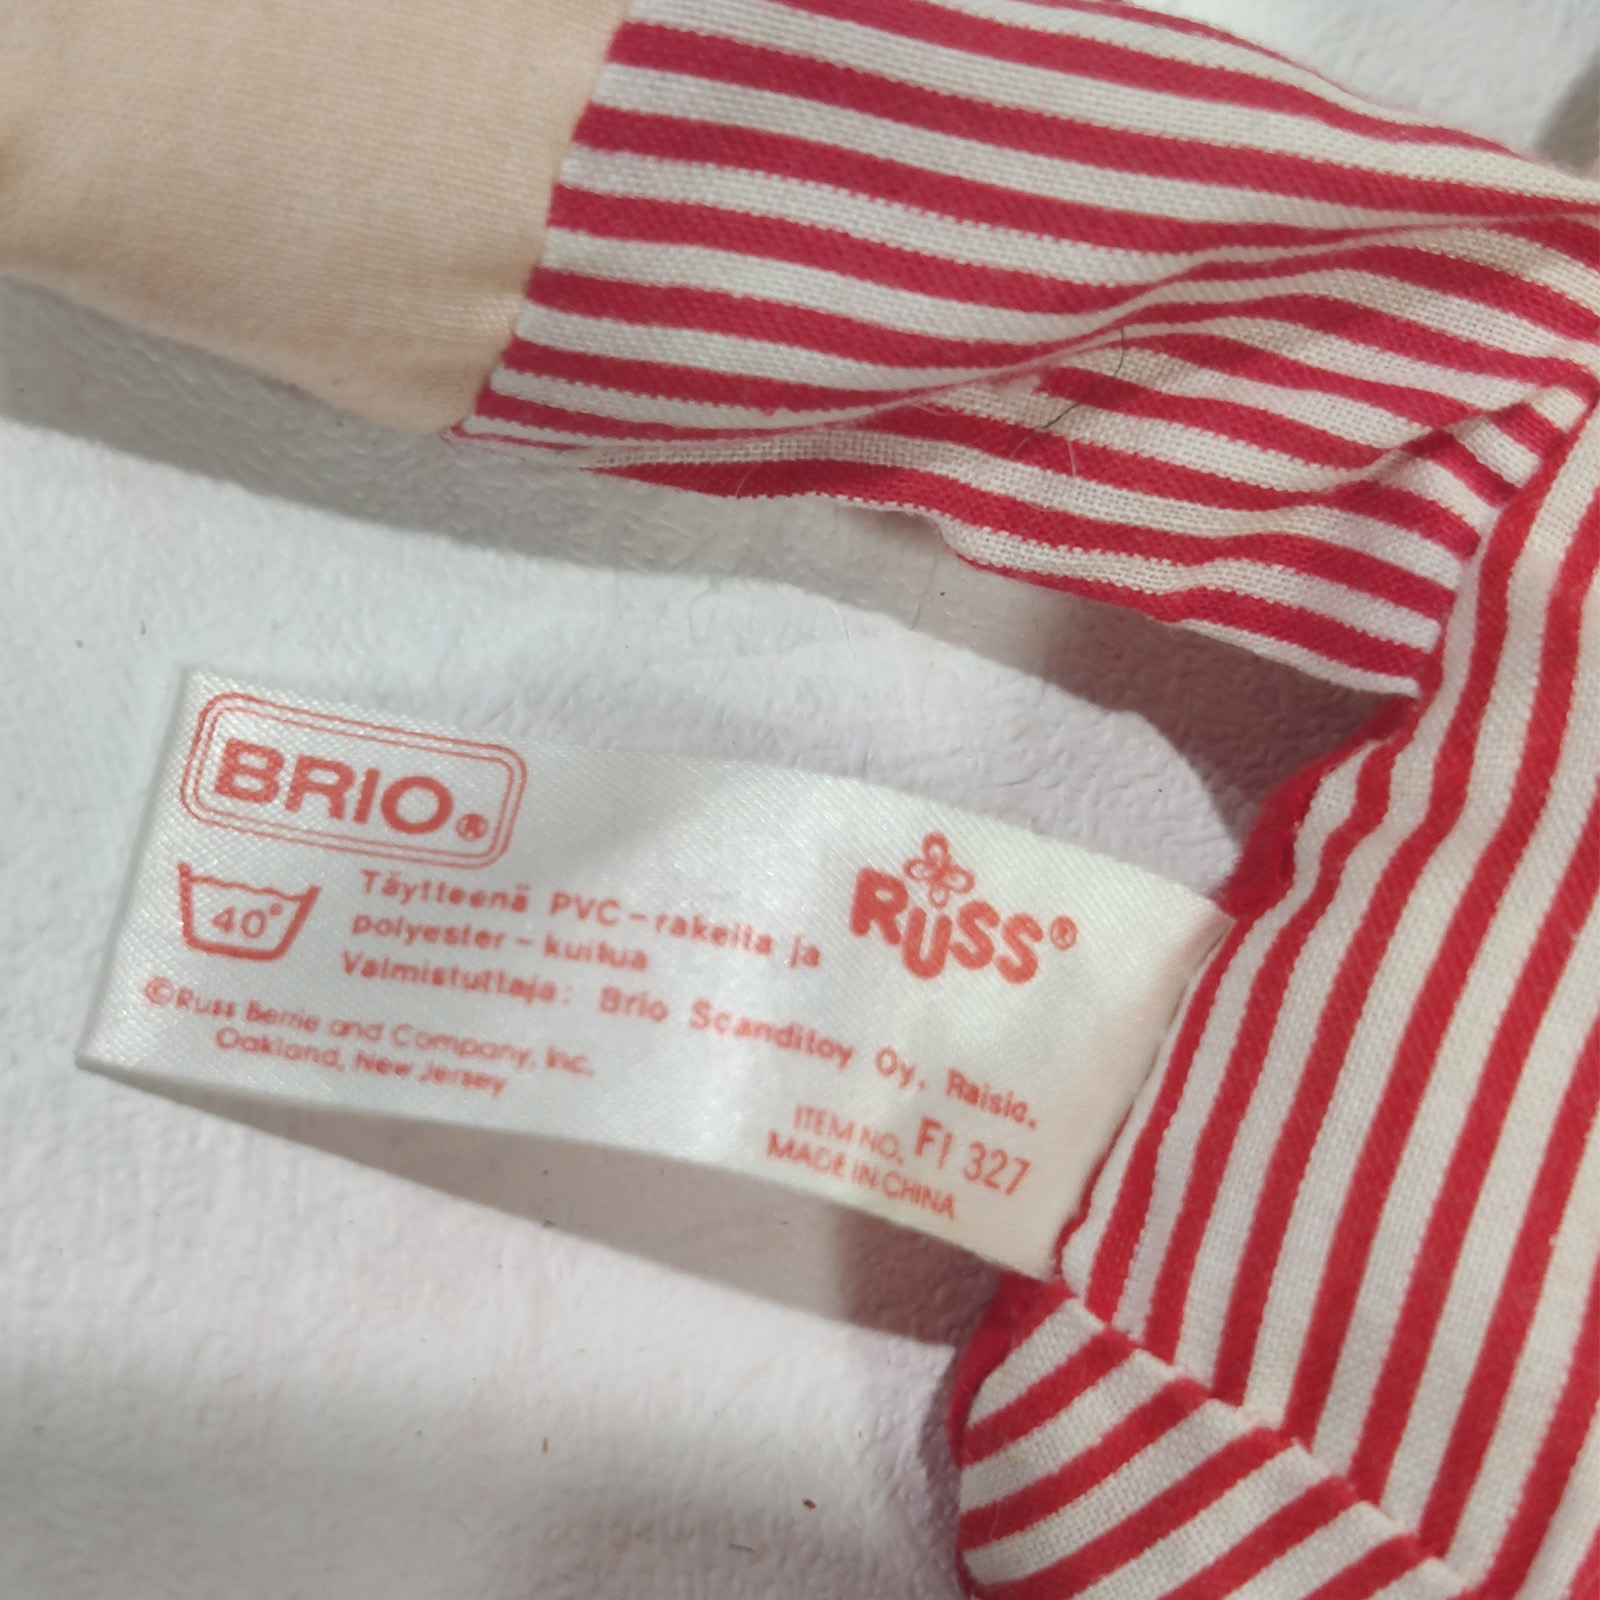 BRIO®
RUSS®
40°
Täytteenä PVC-rakeita ja
polyester-kuitua
Valmistuttaja: Brio Scanditoy Oy. Raisio.
©Russ Berrie and Company, Inc.
Oakland, New Jersey
ITEM NO. FI 327
MADE IN CHINA